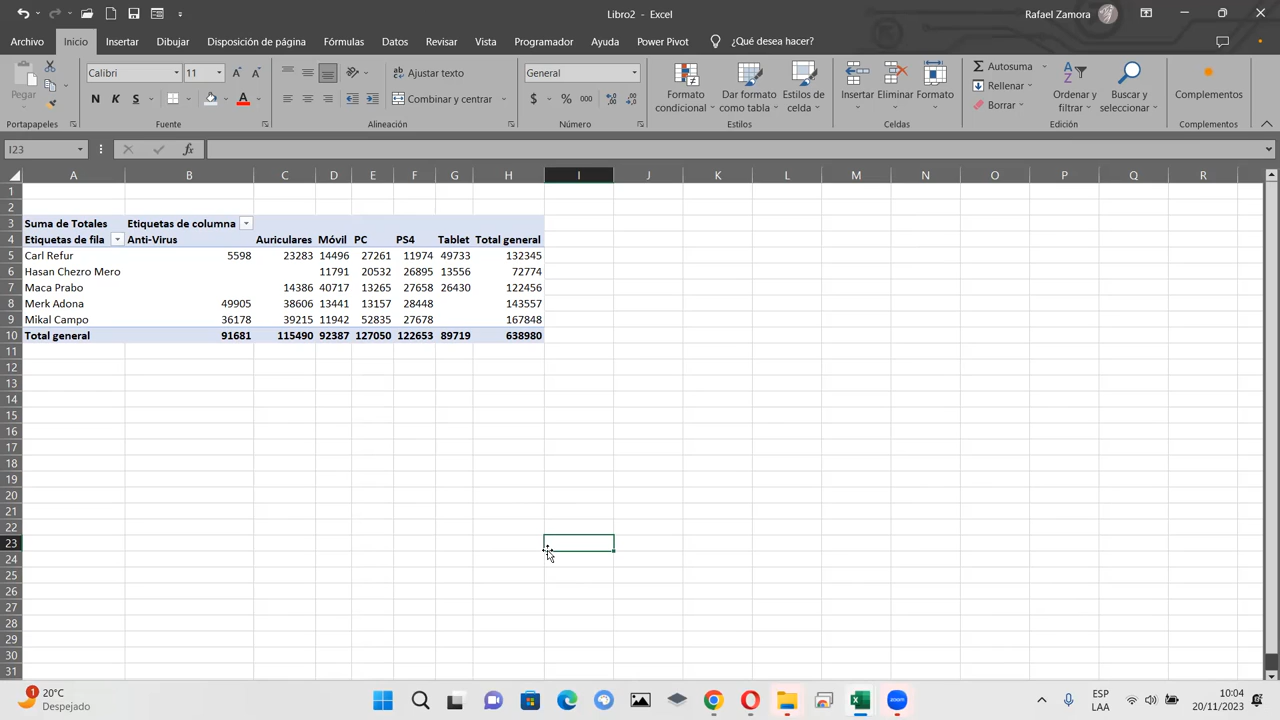 Libro2 - Excel
Rafael Zamora
Archivo Inicio Insertar Dibujar Disposición de página Fórmulas Datos Revisar Vista Programador Ayuda Power Pivot ¿Qué desea hacer?
Pegar
Portapapeles
Calibri 11
N K S
Fuente
Ajustar texto
Combinar y centrar
Alineación
General
$ % 000
Número
Formato condicional
Dar formato como tabla
Estilos de celda
Estilos
Insertar Eliminar Formato
Celdas
Autosuma
Rellenar
Borrar
Ordenar y filtrar
Buscar y seleccionar
Edición
Complementos
Complementos
I23 fx
A B C D E F G H I J K L M N O P Q R
1
2
3 Suma de Totales Etiquetas de columna
4 Etiquetas de fila Anti-Virus Auriculares Móvil PC PS4 Tablet Total general
5 Carl Refur 5598 23283 14496 27261 11974 49733 132345
6 Hasan Chezro Mero 11791 20532 26895 13556 72774
7 Maca Prabo 14386 40717 13265 27658 26430 122456
8 Merk Adona 49905 38606 13441 13157 28448 143557
9 Mikal Campo 36178 39215 11942 52835 27678 167848
10 Total general 91681 115490 92387 127050 122653 89719 638980
11
12
13
14
15
16
17
18
19
20
21
22
23
24
25
26
27
28
29
30
31
1
20°C
Despejado
zoom
ESP
LAA
10:04
20/11/2023